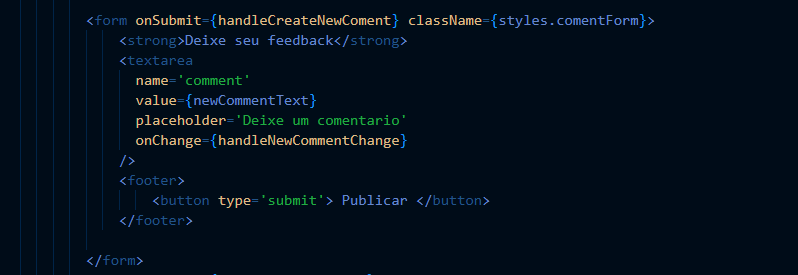 <form onSubmit={handleCreateNewComent} className={styles.comentForm}>
<strong>Deixe seu feedback</strong>
<textarea
name='comment'
value={newCommentText}
placeholder='Deixe um comentario'
onChange={handleNewCommentChange}
/>
<footer>
<button type='submit'> Publicar </button>
</footer>
</form>